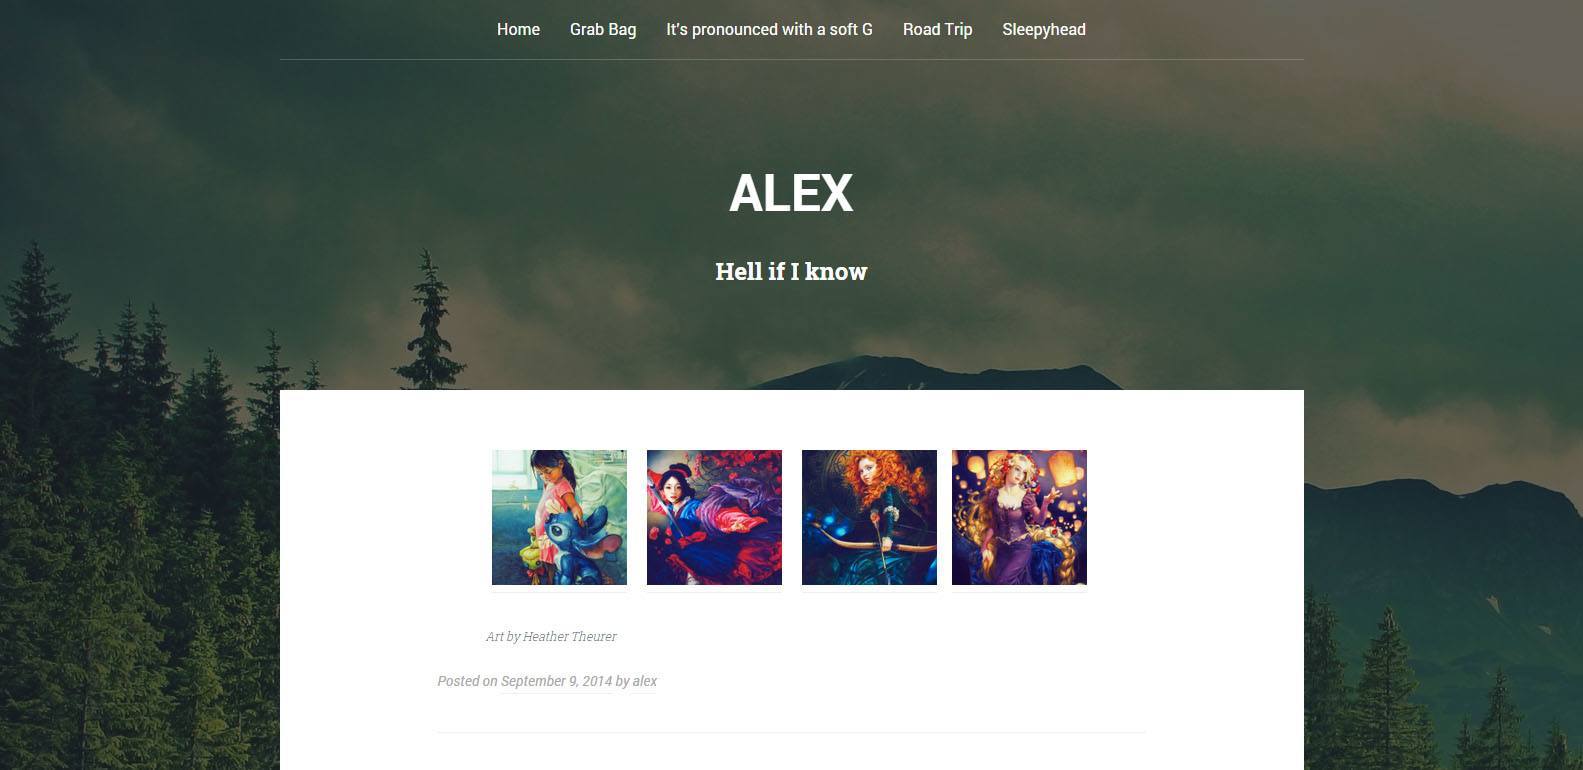 Home Grab Bag It's pronounced with a soft G Road Trip Sleepyhead
ALEX
Hell if I know
Art by Heather Theurer
Posted on September 9, 2014 by alex